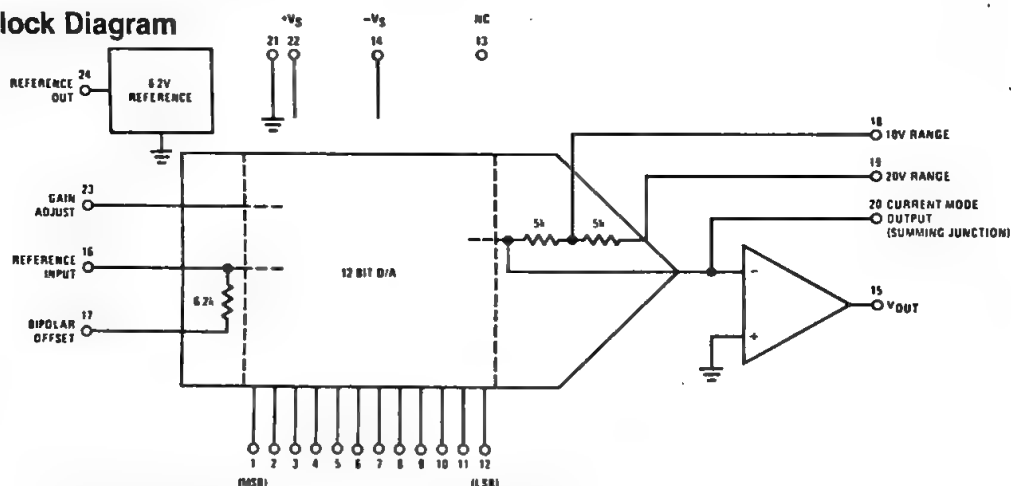 lock Diagram
+VS
-VS
NC
21 22
14
13
24
REFERENCE
OUT
6.2V
REFERENCE
18
10V RANGE
19
20V RANGE
23
GAIN
ADJUST
20 CURRENT MODE
OUTPUT
(SUMMING JUNCTION)
5k
5k
16
REFERENCE
INPUT
12 BIT D/A
6.2k
-
15
VOUT
17
BIPOLAR
OFFSET
+
1 2 3 4 5 6 7 8 9 10 11 12
(MSB)
(LSB)